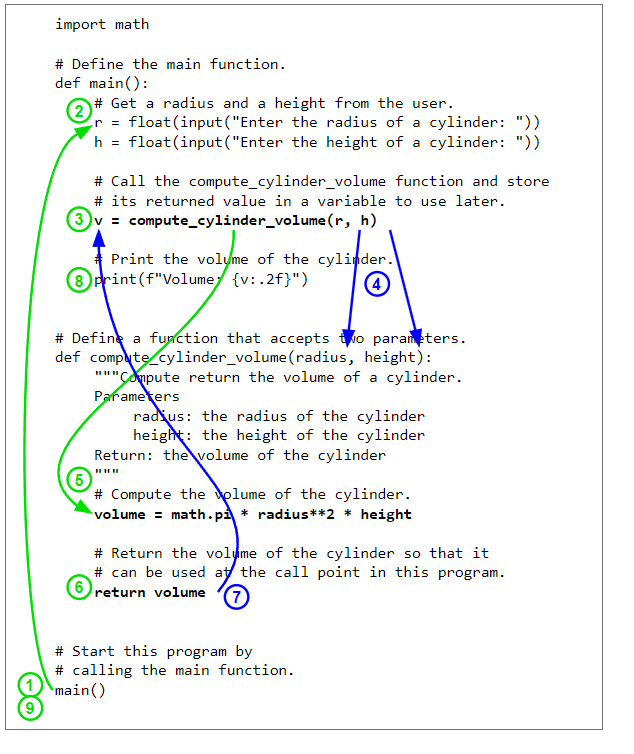 import math
# Define the main function.
def main():
② # Get a radius and a height from the user.
r = float(input("Enter the radius of a cylinder: "))
h = float(input("Enter the height of a cylinder: "))
# Call the compute_cylinder_volume function and store
# its returned value in a variable to use later.
③ v = compute_cylinder_volume(r, h)
# Print the volume of the cylinder.
④
⑧ print(f"Volume: {v:.2f}")
# Define a function that accepts two parameters.
def compute_cylinder_volume(radius, height):
"""Compute return the volume of a cylinder.
Parameters
radius: the radius of the cylinder
height: the height of the cylinder
Return: the volume of the cylinder
⑤ """
# Compute the volume of the cylinder.
volume = math.pi * radius**2 * height
# Return the volume of the cylinder so that it
# can be used at the call point in this program.
⑥ return volume ⑦
# Start this program by
# calling the main function.
① main()
⑨